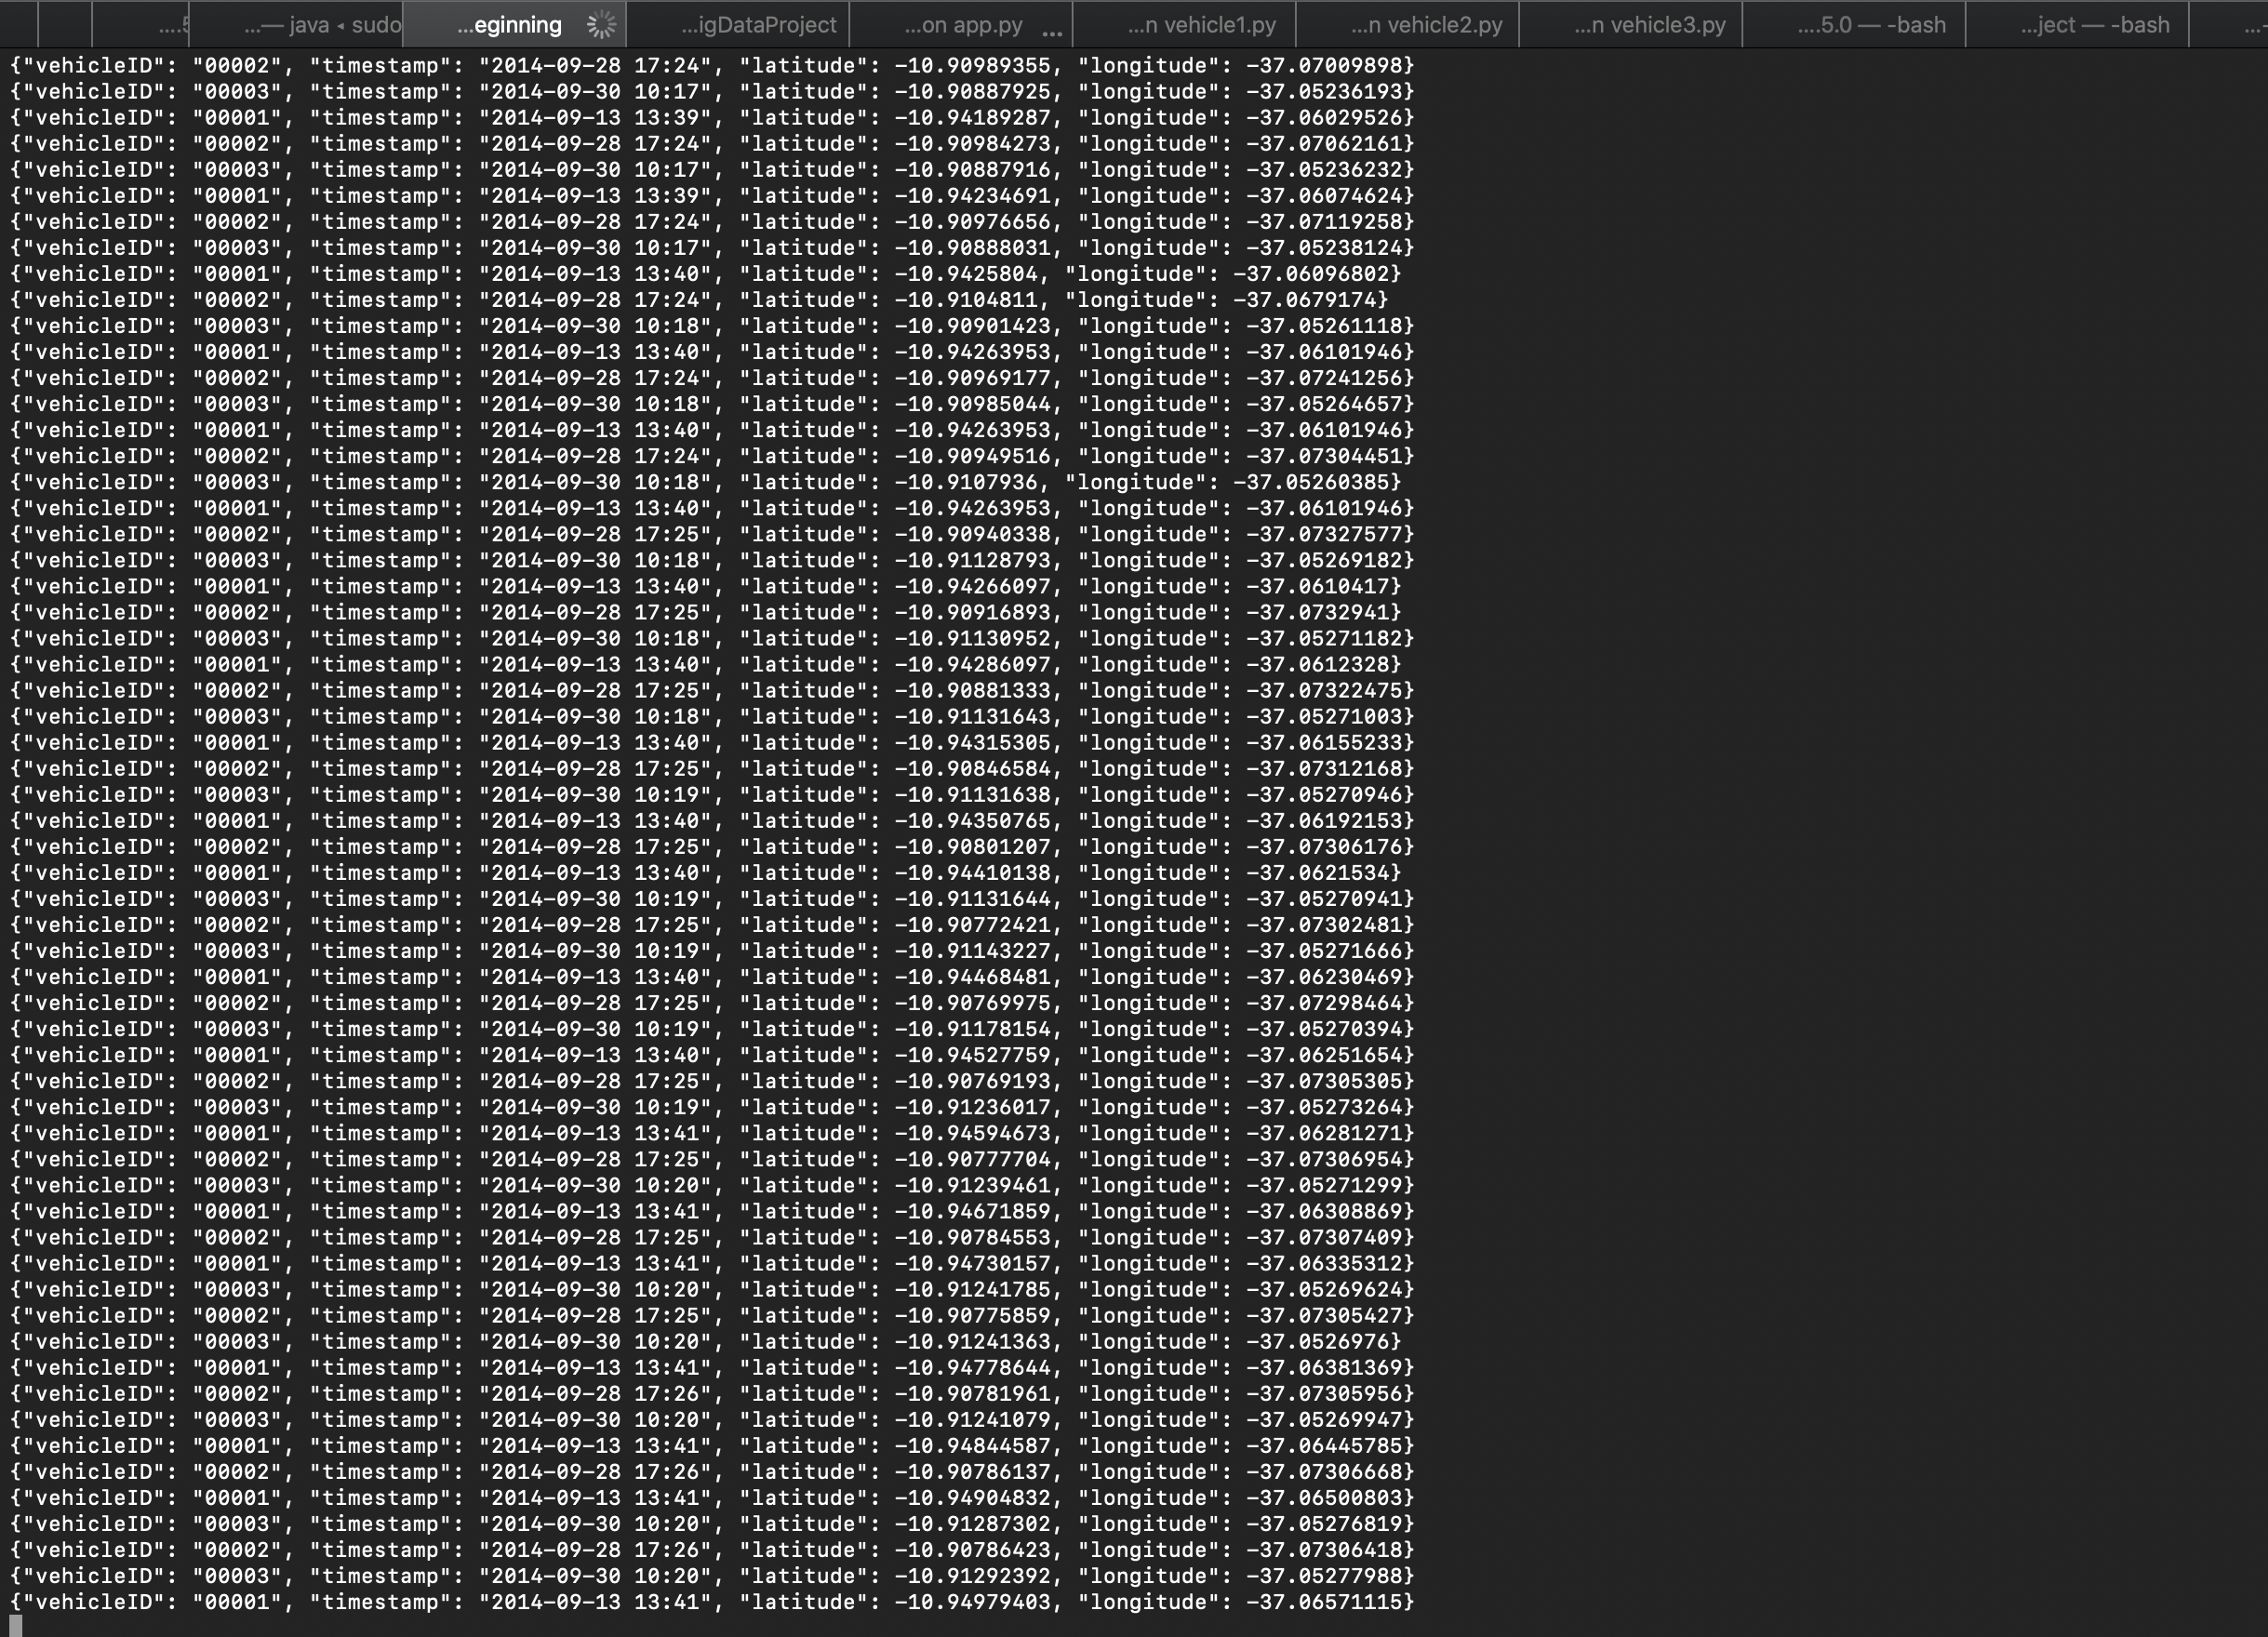 ....5
...— java ◂ sudo
...eginning
...igDataProject
...on app.py ...
...n vehicle1.py
...n vehicle2.py
...n vehicle3.py
....5.0 — -bash
...ject — -bash
...-
{"vehicleID": "00002", "timestamp": "2014-09-28 17:24", "latitude": -10.90989355, "longitude": -37.07009898}
{"vehicleID": "00003", "timestamp": "2014-09-30 10:17", "latitude": -10.90887925, "longitude": -37.05236193}
{"vehicleID": "00001", "timestamp": "2014-09-13 13:39", "latitude": -10.94189287, "longitude": -37.06029526}
{"vehicleID": "00002", "timestamp": "2014-09-28 17:24", "latitude": -10.90984273, "longitude": -37.07062161}
{"vehicleID": "00003", "timestamp": "2014-09-30 10:17", "latitude": -10.90887916, "longitude": -37.05236232}
{"vehicleID": "00001", "timestamp": "2014-09-13 13:39", "latitude": -10.94234691, "longitude": -37.06074624}
{"vehicleID": "00002", "timestamp": "2014-09-28 17:24", "latitude": -10.90976656, "longitude": -37.07119258}
{"vehicleID": "00003", "timestamp": "2014-09-30 10:17", "latitude": -10.90888031, "longitude": -37.05238124}
{"vehicleID": "00001", "timestamp": "2014-09-13 13:40", "latitude": -10.9425804, "longitude": -37.06096802}
{"vehicleID": "00002", "timestamp": "2014-09-28 17:24", "latitude": -10.9104811, "longitude": -37.0679174}
{"vehicleID": "00003", "timestamp": "2014-09-30 10:18", "latitude": -10.90901423, "longitude": -37.05261118}
{"vehicleID": "00001", "timestamp": "2014-09-13 13:40", "latitude": -10.94263953, "longitude": -37.06101946}
{"vehicleID": "00002", "timestamp": "2014-09-28 17:24", "latitude": -10.90969177, "longitude": -37.07241256}
{"vehicleID": "00003", "timestamp": "2014-09-30 10:18", "latitude": -10.90985044, "longitude": -37.05264657}
{"vehicleID": "00001", "timestamp": "2014-09-13 13:40", "latitude": -10.94263953, "longitude": -37.06101946}
{"vehicleID": "00002", "timestamp": "2014-09-28 17:24", "latitude": -10.90949516, "longitude": -37.07304451}
{"vehicleID": "00003", "timestamp": "2014-09-30 10:18", "latitude": -10.9107936, "longitude": -37.05260385}
{"vehicleID": "00001", "timestamp": "2014-09-13 13:40", "latitude": -10.94263953, "longitude": -37.06101946}
{"vehicleID": "00002", "timestamp": "2014-09-28 17:25", "latitude": -10.90940338, "longitude": -37.07327577}
{"vehicleID": "00003", "timestamp": "2014-09-30 10:18", "latitude": -10.91128793, "longitude": -37.05269182}
{"vehicleID": "00001", "timestamp": "2014-09-13 13:40", "latitude": -10.94266097, "longitude": -37.0610417}
{"vehicleID": "00002", "timestamp": "2014-09-28 17:25", "latitude": -10.90916893, "longitude": -37.0732941}
{"vehicleID": "00003", "timestamp": "2014-09-30 10:18", "latitude": -10.91130952, "longitude": -37.05271182}
{"vehicleID": "00001", "timestamp": "2014-09-13 13:40", "latitude": -10.94286097, "longitude": -37.0612328}
{"vehicleID": "00002", "timestamp": "2014-09-28 17:25", "latitude": -10.90881333, "longitude": -37.07322475}
{"vehicleID": "00003", "timestamp": "2014-09-30 10:18", "latitude": -10.91131643, "longitude": -37.05271003}
{"vehicleID": "00001", "timestamp": "2014-09-13 13:40", "latitude": -10.94315305, "longitude": -37.06155233}
{"vehicleID": "00002", "timestamp": "2014-09-28 17:25", "latitude": -10.90846584, "longitude": -37.07312168}
{"vehicleID": "00003", "timestamp": "2014-09-30 10:19", "latitude": -10.91131638, "longitude": -37.05270946}
{"vehicleID": "00001", "timestamp": "2014-09-13 13:40", "latitude": -10.94350765, "longitude": -37.06192153}
{"vehicleID": "00002", "timestamp": "2014-09-28 17:25", "latitude": -10.90801207, "longitude": -37.07306176}
{"vehicleID": "00001", "timestamp": "2014-09-13 13:40", "latitude": -10.94410138, "longitude": -37.0621534}
{"vehicleID": "00003", "timestamp": "2014-09-30 10:19", "latitude": -10.91131644, "longitude": -37.05270941}
{"vehicleID": "00002", "timestamp": "2014-09-28 17:25", "latitude": -10.90772421, "longitude": -37.07302481}
{"vehicleID": "00003", "timestamp": "2014-09-30 10:19", "latitude": -10.91143227, "longitude": -37.05271666}
{"vehicleID": "00001", "timestamp": "2014-09-13 13:40", "latitude": -10.94468481, "longitude": -37.06230469}
{"vehicleID": "00002", "timestamp": "2014-09-28 17:25", "latitude": -10.90769975, "longitude": -37.07298464}
{"vehicleID": "00003", "timestamp": "2014-09-30 10:19", "latitude": -10.91178154, "longitude": -37.05270394}
{"vehicleID": "00001", "timestamp": "2014-09-13 13:40", "latitude": -10.94527759, "longitude": -37.06251654}
{"vehicleID": "00002", "timestamp": "2014-09-28 17:25", "latitude": -10.90769193, "longitude": -37.07305305}
{"vehicleID": "00003", "timestamp": "2014-09-30 10:19", "latitude": -10.91236017, "longitude": -37.05273264}
{"vehicleID": "00001", "timestamp": "2014-09-13 13:41", "latitude": -10.94594673, "longitude": -37.06281271}
{"vehicleID": "00002", "timestamp": "2014-09-28 17:25", "latitude": -10.90777704, "longitude": -37.07306954}
{"vehicleID": "00003", "timestamp": "2014-09-30 10:20", "latitude": -10.91239461, "longitude": -37.05271299}
{"vehicleID": "00001", "timestamp": "2014-09-13 13:41", "latitude": -10.94671859, "longitude": -37.06308869}
{"vehicleID": "00002", "timestamp": "2014-09-28 17:25", "latitude": -10.90784553, "longitude": -37.07307409}
{"vehicleID": "00001", "timestamp": "2014-09-13 13:41", "latitude": -10.94730157, "longitude": -37.06335312}
{"vehicleID": "00003", "timestamp": "2014-09-30 10:20", "latitude": -10.91241785, "longitude": -37.05269624}
{"vehicleID": "00002", "timestamp": "2014-09-28 17:25", "latitude": -10.90775859, "longitude": -37.07305427}
{"vehicleID": "00003", "timestamp": "2014-09-30 10:20", "latitude": -10.91241363, "longitude": -37.0526976}
{"vehicleID": "00001", "timestamp": "2014-09-13 13:41", "latitude": -10.94778644, "longitude": -37.06381369}
{"vehicleID": "00002", "timestamp": "2014-09-28 17:26", "latitude": -10.90781961, "longitude": -37.07305956}
{"vehicleID": "00003", "timestamp": "2014-09-30 10:20", "latitude": -10.91241079, "longitude": -37.05269947}
{"vehicleID": "00001", "timestamp": "2014-09-13 13:41", "latitude": -10.94844587, "longitude": -37.06445785}
{"vehicleID": "00002", "timestamp": "2014-09-28 17:26", "latitude": -10.90786137, "longitude": -37.07306668}
{"vehicleID": "00001", "timestamp": "2014-09-13 13:41", "latitude": -10.94904832, "longitude": -37.06500803}
{"vehicleID": "00003", "timestamp": "2014-09-30 10:20", "latitude": -10.91287302, "longitude": -37.05276819}
{"vehicleID": "00002", "timestamp": "2014-09-28 17:26", "latitude": -10.90786423, "longitude": -37.07306418}
{"vehicleID": "00003", "timestamp": "2014-09-30 10:20", "latitude": -10.91292392, "longitude": -37.05277988}
{"vehicleID": "00001", "timestamp": "2014-09-13 13:41", "latitude": -10.94979403, "longitude": -37.06571115}